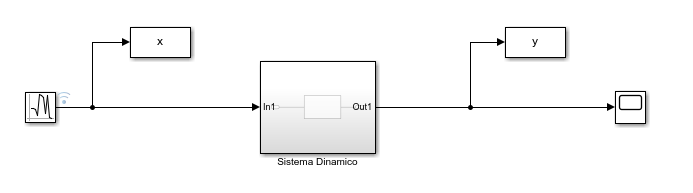 x
y
In1
Out1
Sistema Dinamico